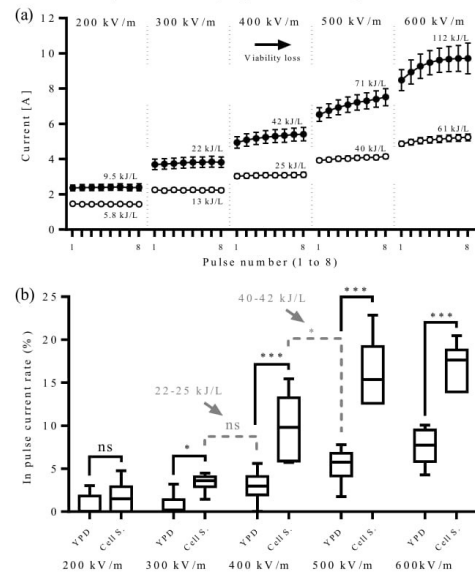 (a)
200 kV/m 300 kV/m 400 kV/m 500 kV/m 600 kV/m
12
10
8
6
4
2
0
Current [A]
Viability loss
9.5 kJ/L
5.8 kJ/L
22 kJ/L
13 kJ/L
42 kJ/L
25 kJ/L
71 kJ/L
40 kJ/L
112 kJ/L
61 kJ/L
1 8 1 8 1 8 1 8 1 8
Pulse number (1 to 8)
(b)
25
20
15
10
5
0
In pulse current rate (%)
40-42 kJ/L
22-25 kJ/L
ns
*
ns
***
*
***
***
YPD Cell S. YPD Cell S. YPD Cell S. YPD Cell S. YPD Cell S.
200 kV/m 300 kV/m 400 kV/m 500 kV/m 600kV/m